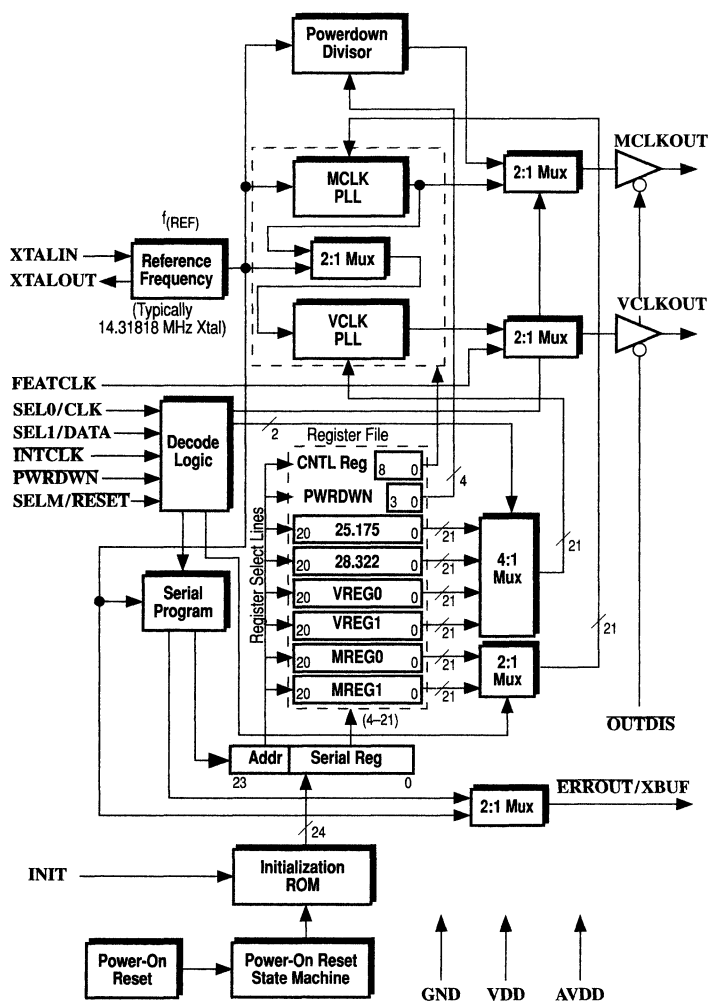 Powerdown
Divisor
MCLKOUT
MCLK
PLL
2:1 Mux
f(REF)
XTALIN
XTALOUT
Reference
Frequency
2:1 Mux
(Typically
14.31818 MHz Xtal)
VCLK
PLL
2:1 Mux
VCLKOUT
FEATCLK
SEL0/CLK
SEL1/DATA
INTCLK
PWRDWN
SELM/RESET
Decode
Logic
2
Register File
CNTL Reg
8 0
4
PWRDWN
3 0
Register Select Lines
20 25.175 0
21
20 28.322 0
21
4:1
Mux
21
20 VREG0 0
21
20 VREG1 0
21
Serial
Program
20 MREG0 0
21
2:1
Mux
21
20 MREG1 0
21
(4–21)
OUTDIS
Addr Serial Reg
23 0
2:1 Mux
ERROUT/XBUF
24
INIT
Initialization
ROM
Power-On
Reset
Power-On Reset
State Machine
GND VDD AVDD